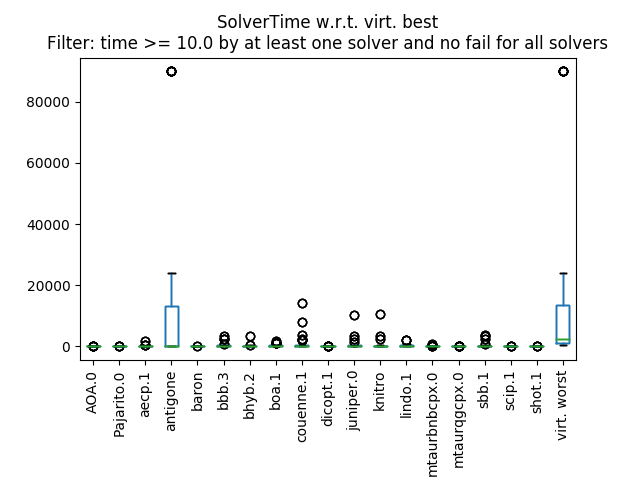 SolverTime w.r.t. virt. best
Filter: time >= 10.0 by at least one solver and no fail for all solvers
80000
60000
40000
20000
0
AOA.0
Pajarito.0
aecp.1
antigone
baron
bbb.3
bhyb.2
boa.1
couenne.1
dicopt.1
juniper.0
knitro
lindo.1
mtaurbnbcpx.0
mtaurqgcpx.0
sbb.1
scip.1
shot.1
virt. worst